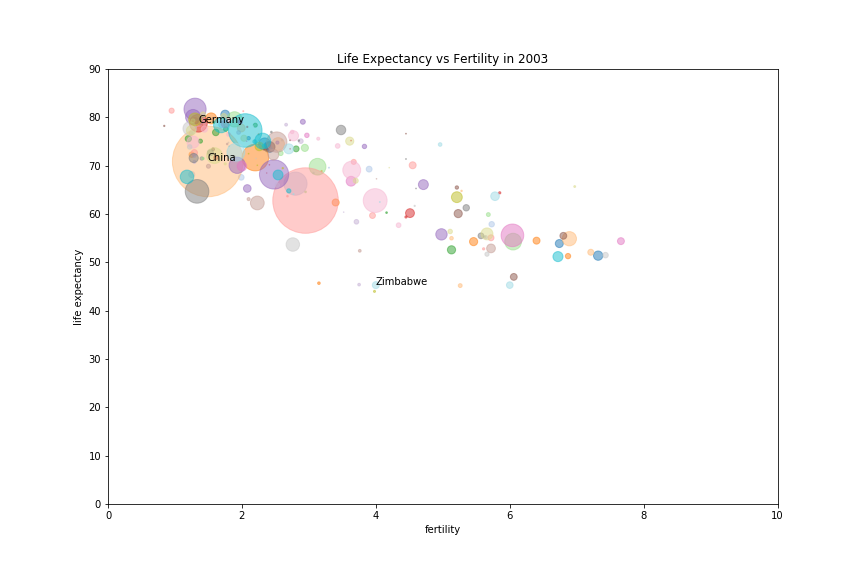 Life Expectancy vs Fertility in 2003
90
80
70
60
50
40
30
20
10
0
life expectancy
Germany
China
Zimbabwe
0 2 4 6 8 10
fertility